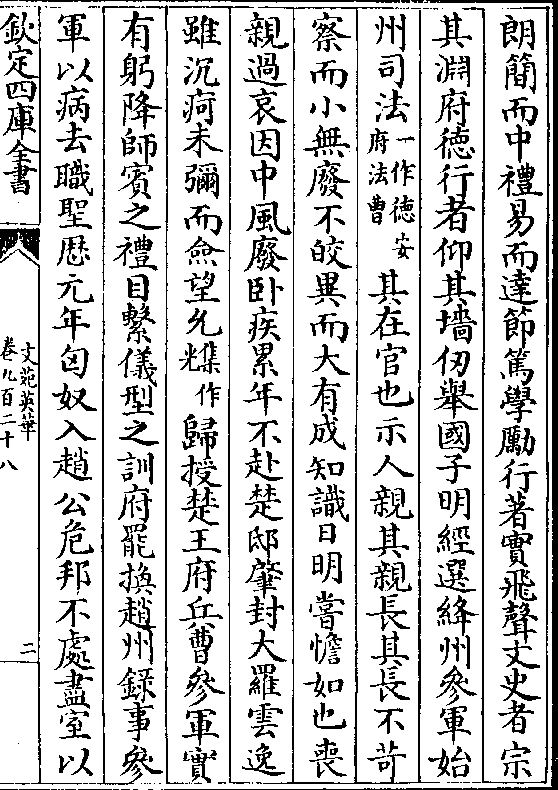 朗簡而中禮易而達節篤學勵行著實飛聲文史者宗
其淵府德行者仰其墻仞舉國子明經選絳州參軍始
州司法一作德安府法曹其在官也示人親其親長其長不苛
察而小無廢不皎異而大有成知識日明嘗憺如也喪
親過哀因中風廢卧疾累年不赴楚邸肇封大羅雲逸
雖沉疴未彌而僉望允集作光歸授楚王府兵曹參軍實
有躬降師賓之禮目繫儀型之訓府罷換趙州錄事參
軍以病去職聖厯元年匈奴入趙公危邦不處盡室以
欽定四庫全書
文苑英華
卷九百二十八
二